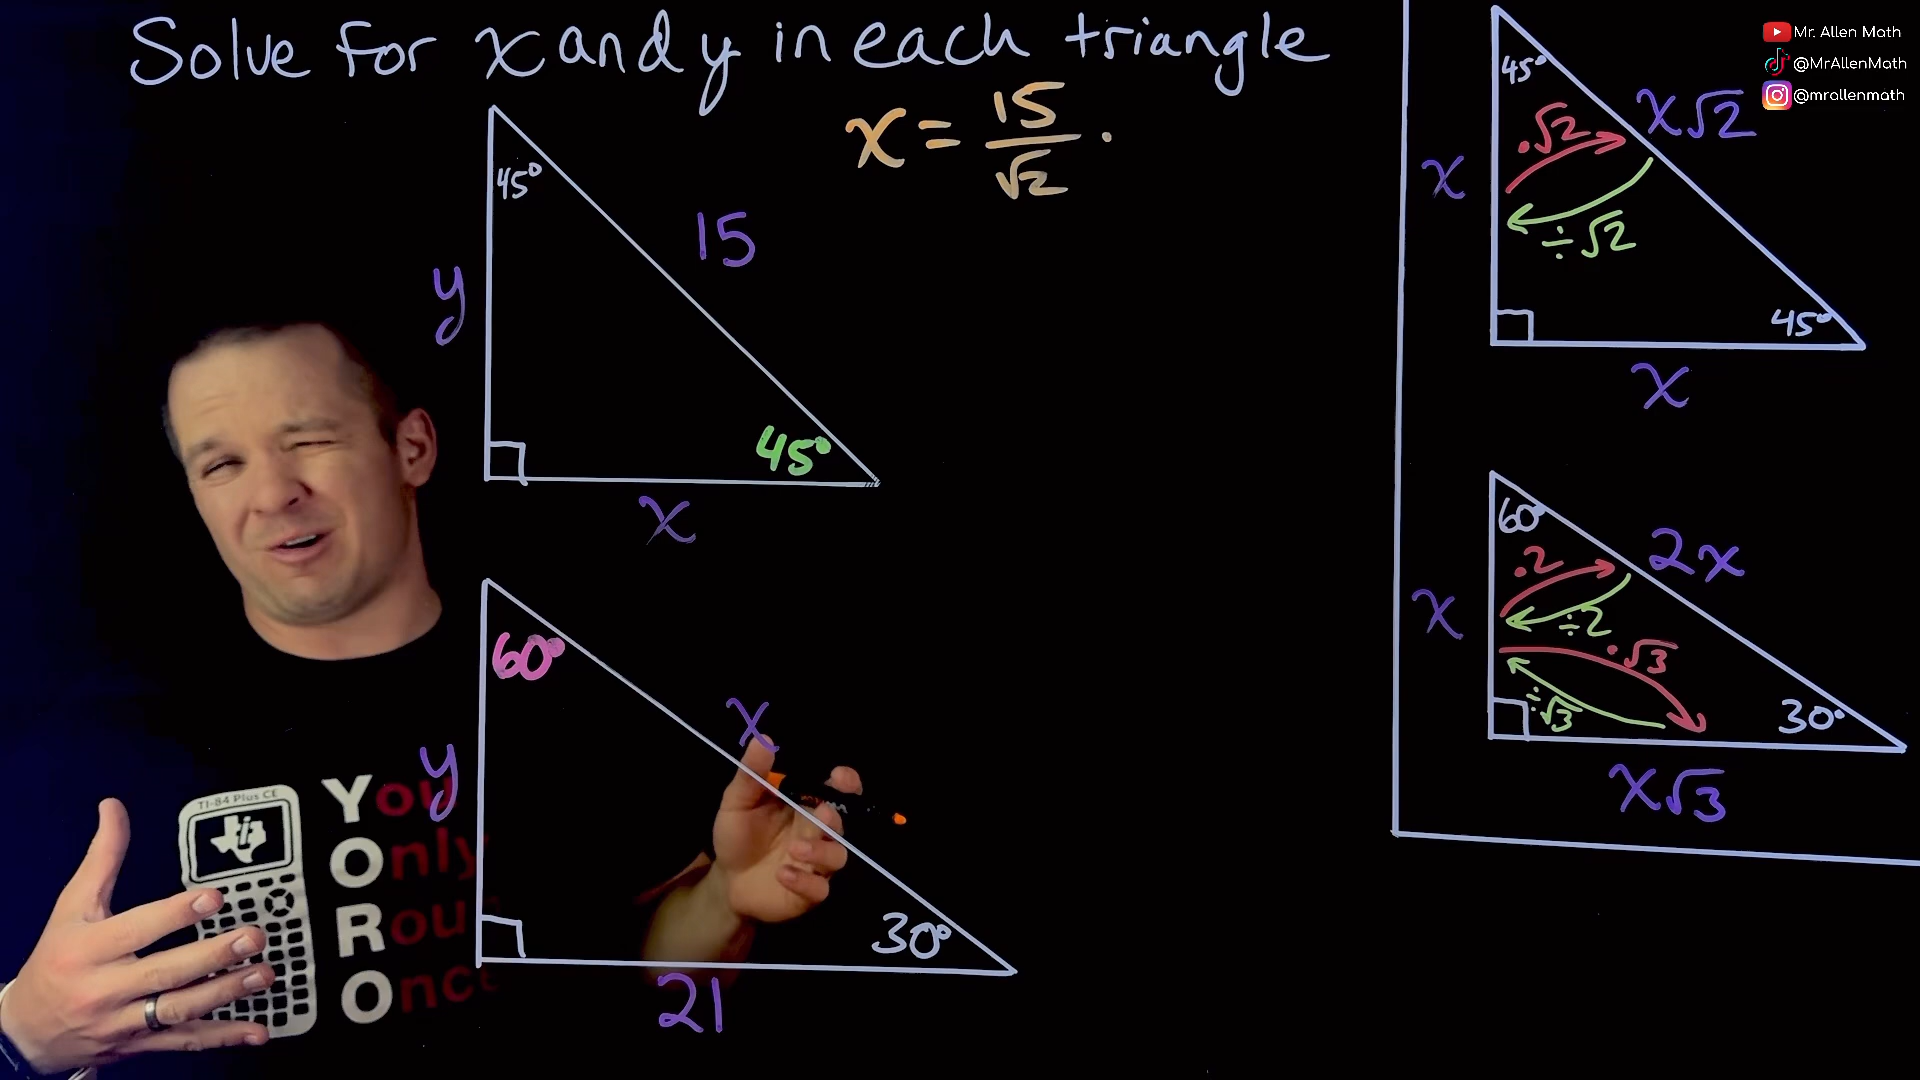 Solve for x and y in each triangle
x = 15/√2 ·
45°
y
15
45°
x
60°
y
x
30°
21
TI-84 Plus CE
You
Only
Rou
Once
45°
x
·√2
x√2
÷√2
45°
x
60°
x
·2
2x
÷2
·√3
÷√3
30°
x√3
Mr. Allen Math
@MrAllenMath
@mrallenmath